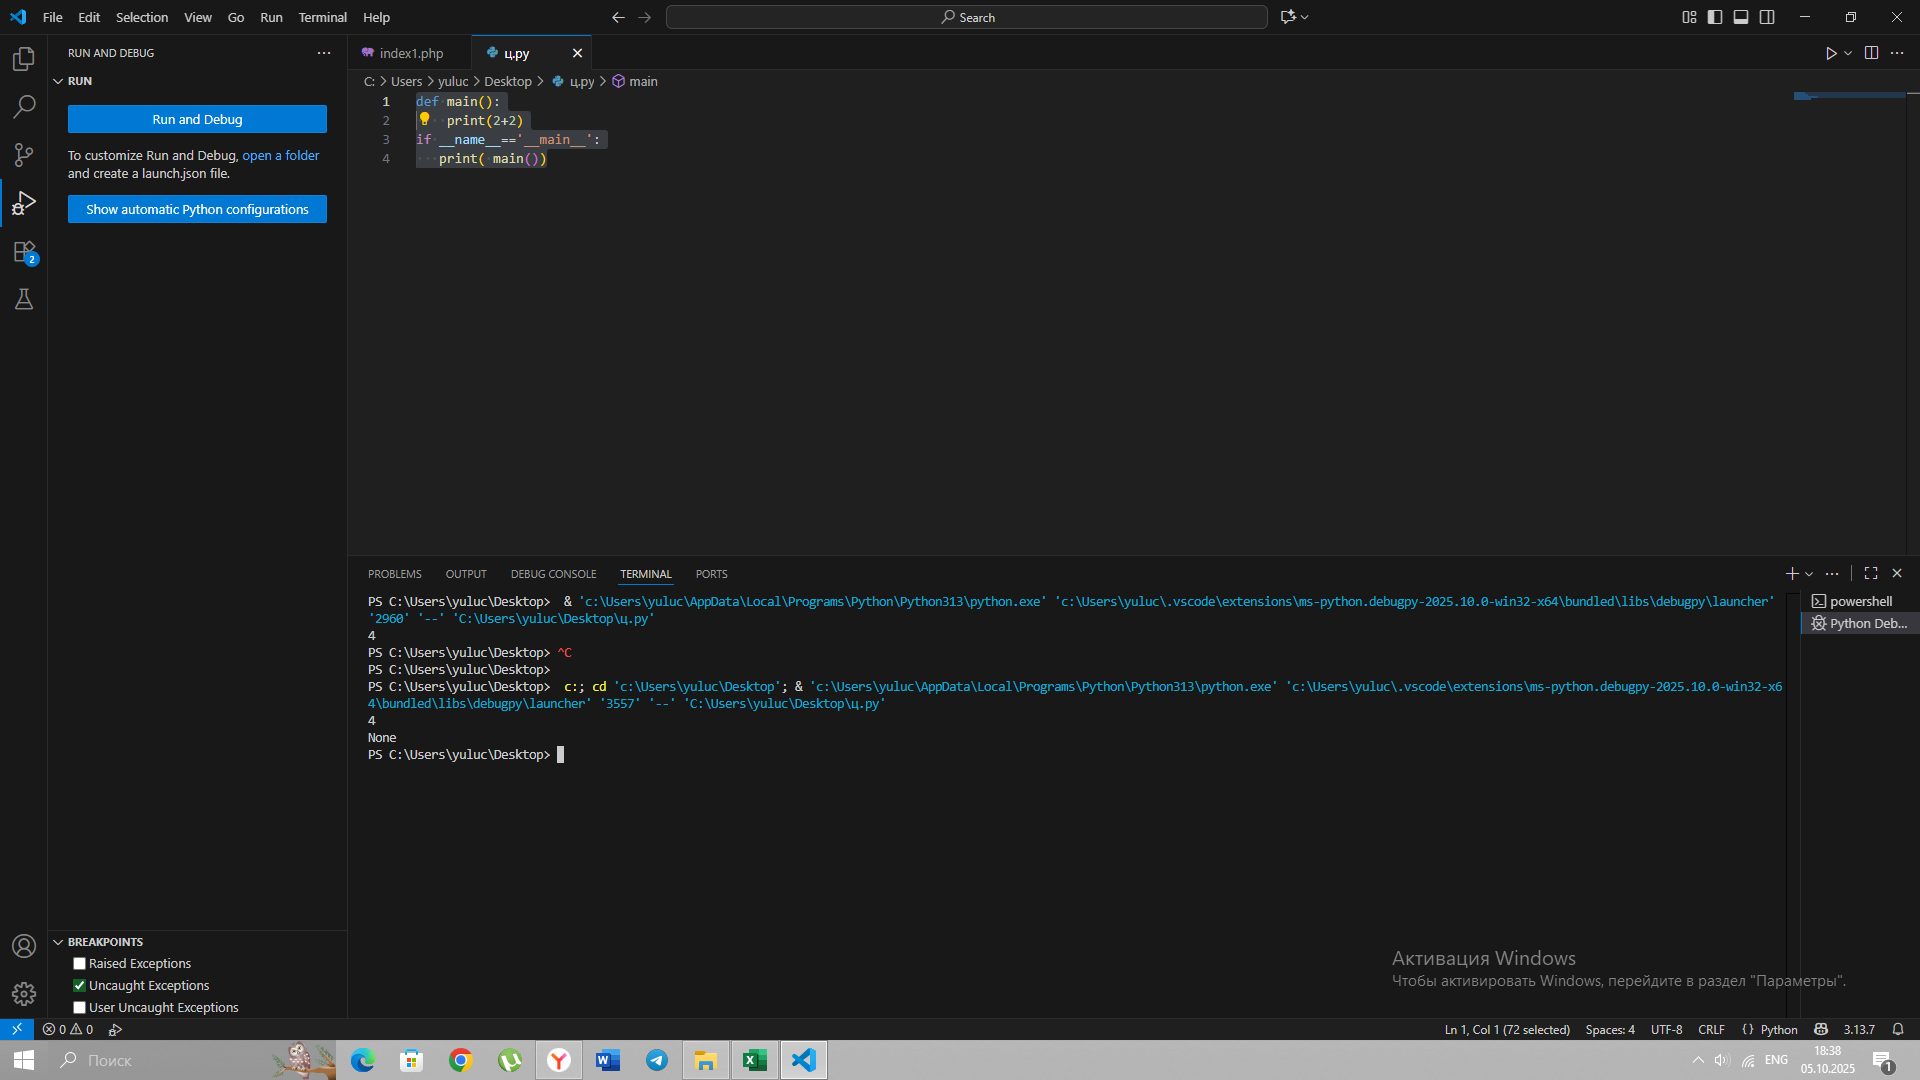 File Edit Selection View Go Run Terminal Help
Search
RUN AND DEBUG
RUN
Run and Debug
To customize Run and Debug, open a folder
and create a launch.json file.
Show automatic Python configurations
2
index1.php
ц.py
C: > Users > yuluc > Desktop > ц.py > main
1 def main():
2 print(2+2)
3 if __name__=='__main__':
4 print( main())
PROBLEMS OUTPUT DEBUG CONSOLE TERMINAL PORTS
PS C:\Users\yuluc\Desktop>  & 'c:\Users\yuluc\AppData\Local\Programs\Python\Python313\python.exe' 'c:\Users\yuluc\.vscode\extensions\ms-python.debugpy-2025.10.0-win32-x64\bundled\libs\debugpy\launcher'
'2960' '--' 'C:\Users\yuluc\Desktop\ц.py'
4
PS C:\Users\yuluc\Desktop> ^C
PS C:\Users\yuluc\Desktop>
PS C:\Users\yuluc\Desktop>  c:; cd 'c:\Users\yuluc\Desktop'; & 'c:\Users\yuluc\AppData\Local\Programs\Python\Python313\python.exe' 'c:\Users\yuluc\.vscode\extensions\ms-python.debugpy-2025.10.0-win32-x6
4\bundled\libs\debugpy\launcher' '3557' '--' 'C:\Users\yuluc\Desktop\ц.py'
4
None
PS C:\Users\yuluc\Desktop>
powershell
Python Deb...
BREAKPOINTS
Raised Exceptions
Uncaught Exceptions
User Uncaught Exceptions
Активация Windows
Чтобы активировать Windows, перейдите в раздел "Параметры".
0 0
Ln 1, Col 1 (72 selected) Spaces: 4 UTF-8 CRLF {} Python 3.13.7
Поиск
ENG
18:38
05.10.2025
1